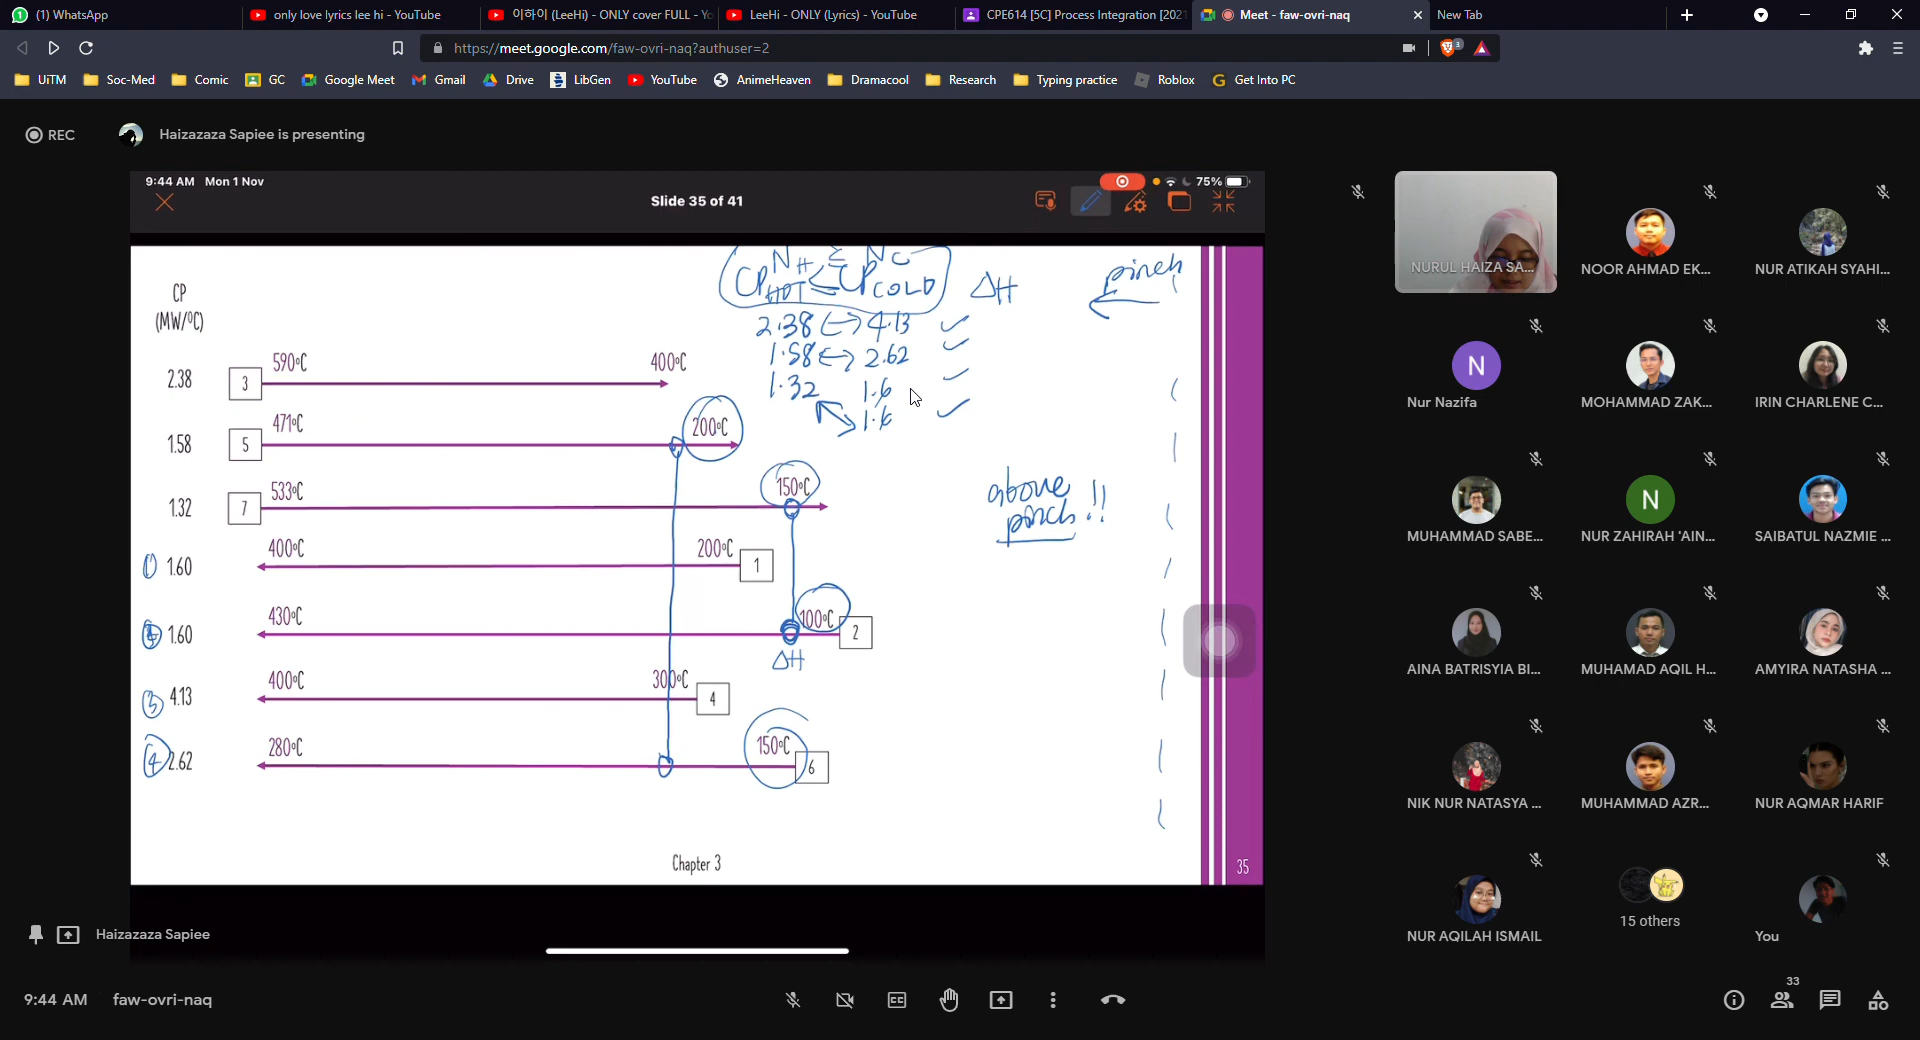 (1) WhatsApp
only love lyrics lee hi - YouTube
이하이 (LeeHi) - ONLY cover FULL - Yo
LeeHi - ONLY (Lyrics) - YouTube
CPE614 [5C] Process Integration [2021
Meet - faw-ovri-naq
New Tab
https://meet.google.com/faw-ovri-naq?authuser=2
3
UiTM
Soc-Med
Comic
GC
Google Meet
Gmail
Drive
LibGen
YouTube
AnimeHeaven
Dramacool
Research
Typing practice
Roblox
Get Into PC
REC
Haizazaza Sapiee is presenting
9:44 AM Mon 1 Nov
75%
Slide 35 of 41
NH ≤ NC
CPHOT ≤ CPCOLD
ΔH
pinch
2.38 ↔ 4.13 ✓
1.58 ↔ 2.62 ✓
1.32 1.6 ✓
1.6 ✓
above
pinch!!
CP
(MW/°C)
2.38 3 590°C 400°C
1.58 5 471°C 200°C
1.32 7 533°C 150°C
① 1.60 400°C 200°C 1
1.60 430°C 100°C 2
ΔH
③ 4.13 400°C 300°C 4
④ 2.62 280°C 150°C 6
Chapter 3
35
NURUL HAIZA SA...
NOOR AHMAD EK...
NUR ATIKAH SYAHI...
N
Nur Nazifa
MOHAMMAD ZAK...
IRIN CHARLENE C...
MUHAMMAD SABE...
N
NUR ZAHIRAH 'AIN...
SAIBATUL NAZMIE ...
AINA BATRISYIA BI...
MUHAMAD AQIL H...
AMYIRA NATASHA ...
NIK NUR NATASYA ...
MUHAMMAD AZR...
NUR AQMAR HARIF
NUR AQILAH ISMAIL
15 others
You
Haizazaza Sapiee
9:44 AM faw-ovri-naq
33